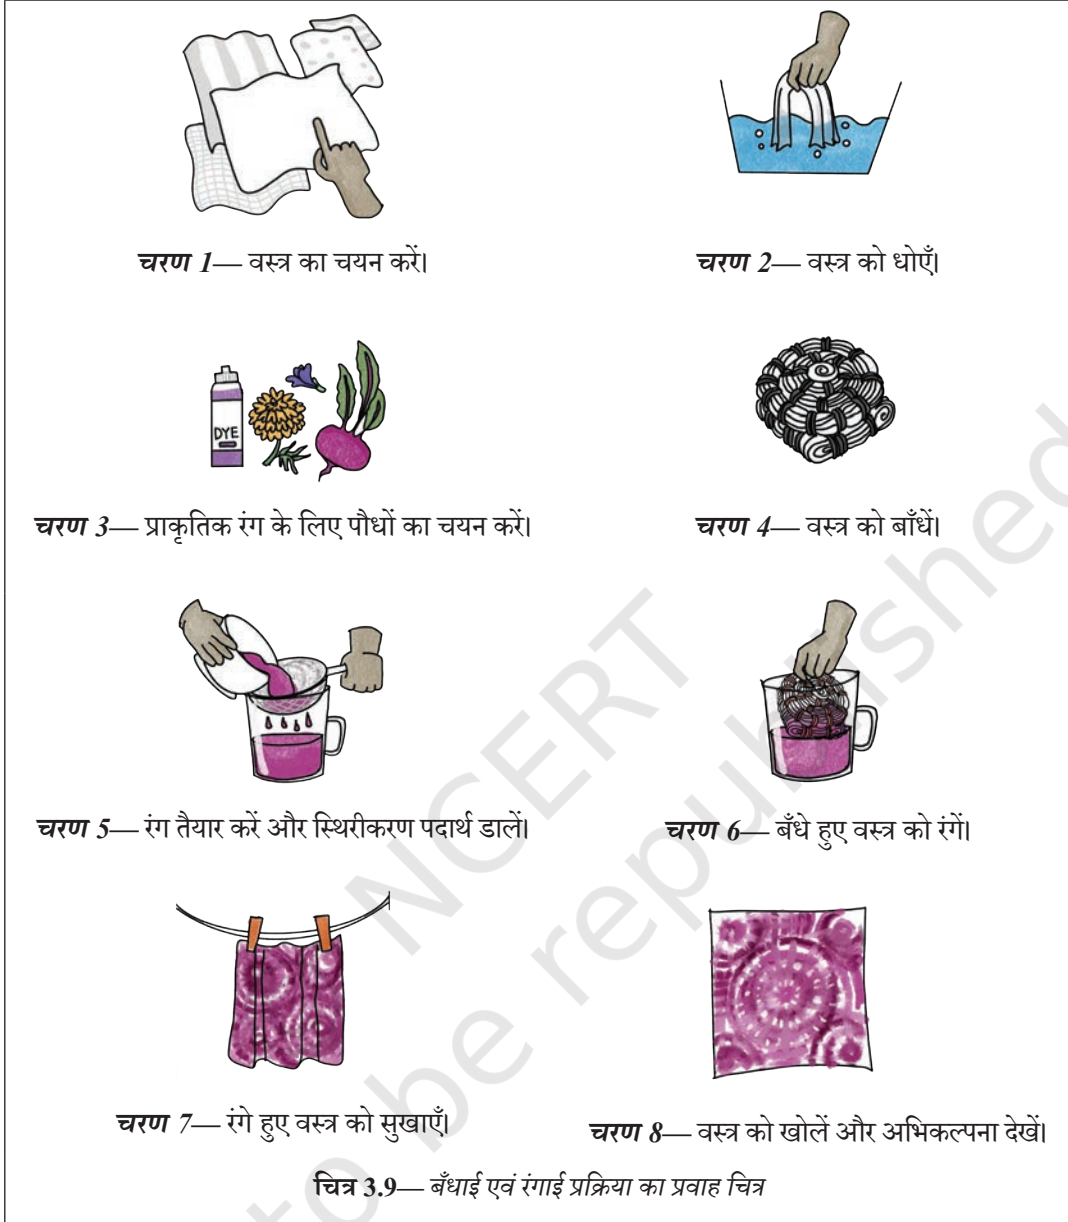 चरण 1— वस्त्र का चयन करें।
चरण 2— वस्त्र को धोएँ।
DYE
चरण 3— प्राकृतिक रंग के लिए पौधों का चयन करें।
चरण 4— वस्त्र को बाँधें।
चरण 5— रंग तैयार करें और स्थिरीकरण पदार्थ डालें।
चरण 6— बँधे हुए वस्त्र को रंगें।
चरण 7— रंगे हुए वस्त्र को सुखाएँ।
चरण 8— वस्त्र को खोलें और अभिकल्पना देखें।
चित्र 3.9— बँधाई एवं रंगाई प्रक्रिया का प्रवाह चित्र
NCERT
to be republished